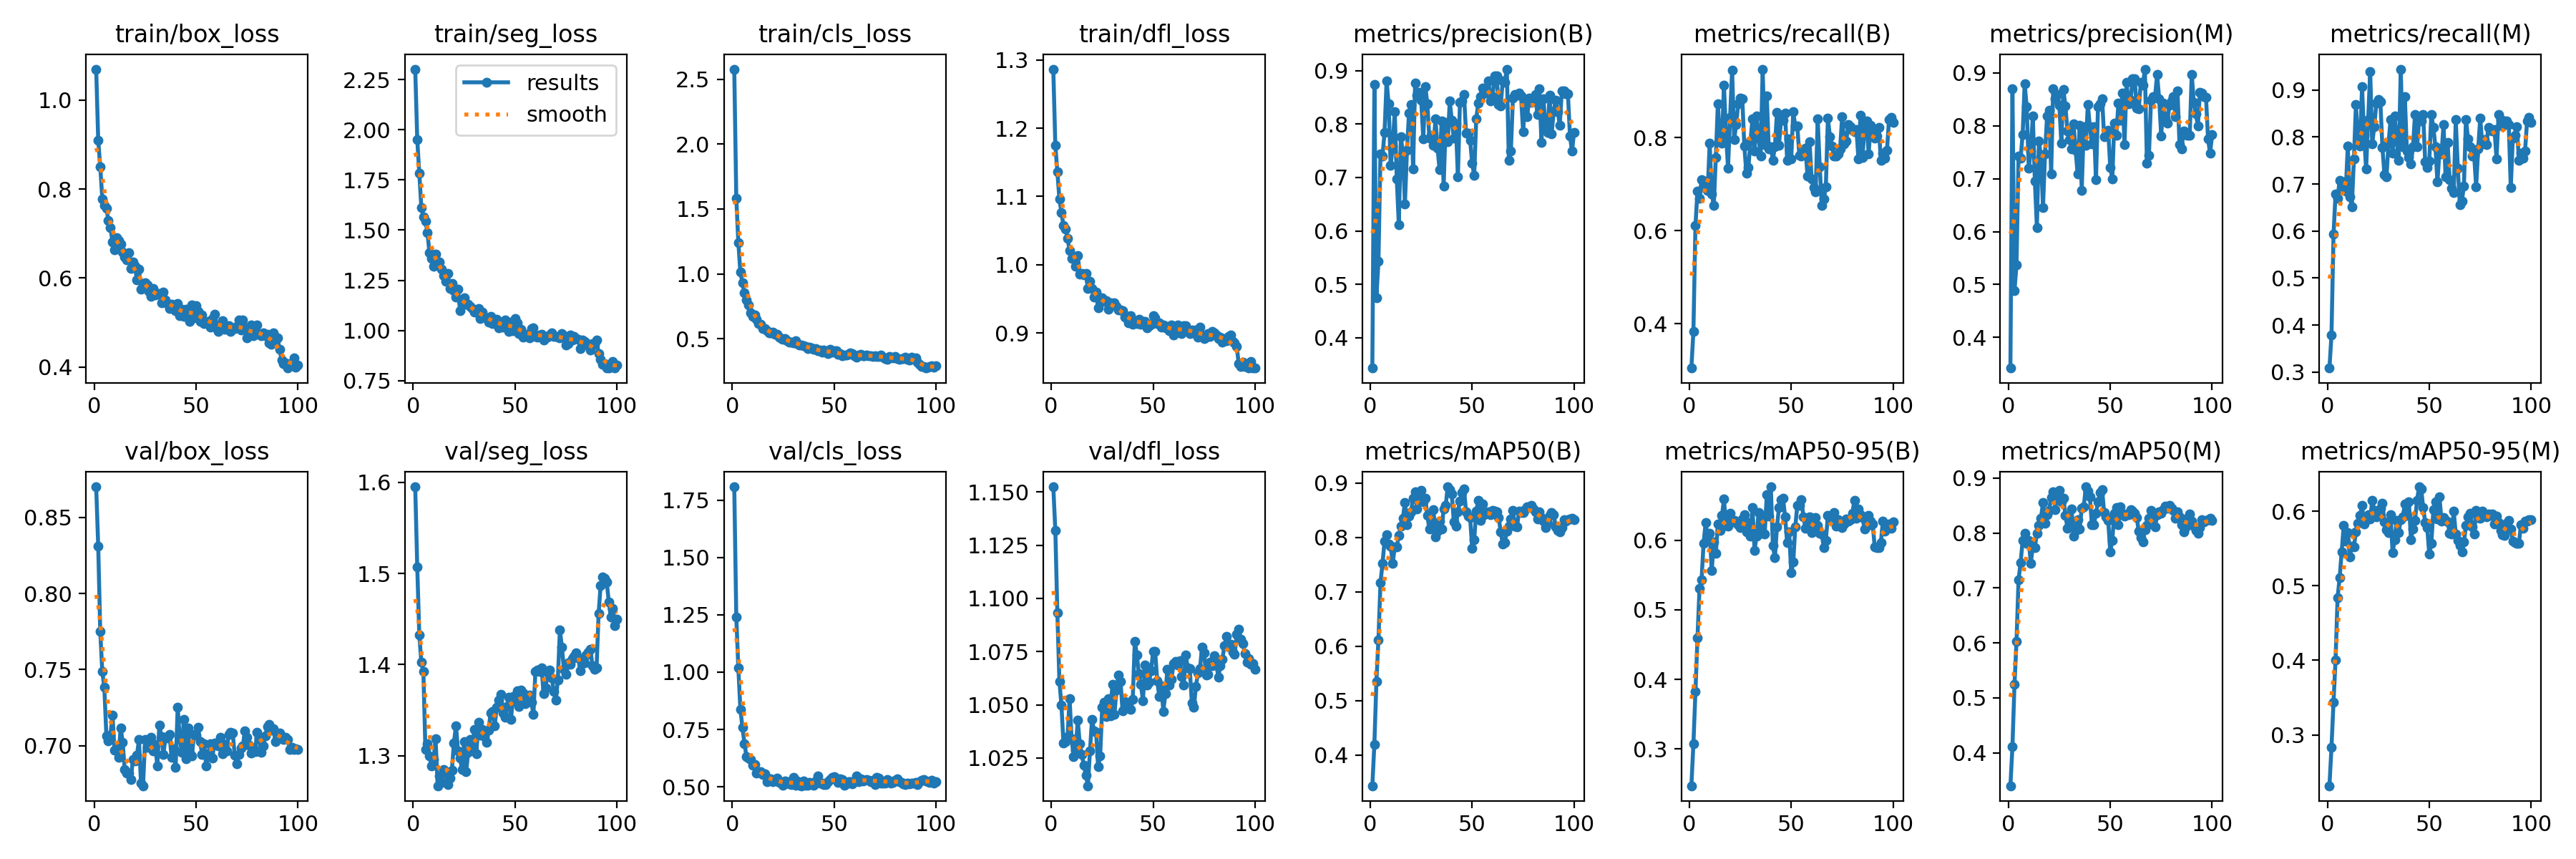 train/box_loss
train/seg_loss
train/cls_loss
train/dfl_loss
metrics/precision(B)
metrics/recall(B)
metrics/precision(M)
metrics/recall(M)
results
smooth
1.0
0.8
0.6
0.4
0 50 100
2.25
2.00
1.75
1.50
1.25
1.00
0.75
0 50 100
2.5
2.0
1.5
1.0
0.5
0 50 100
1.3
1.2
1.1
1.0
0.9
0 50 100
0.9
0.8
0.7
0.6
0.5
0.4
0 50 100
0.8
0.6
0.4
0 50 100
0.9
0.8
0.7
0.6
0.5
0.4
0 50 100
0.9
0.8
0.7
0.6
0.5
0.4
0.3
0 50 100
val/box_loss
val/seg_loss
val/cls_loss
val/dfl_loss
metrics/mAP50(B)
metrics/mAP50-95(B)
metrics/mAP50(M)
metrics/mAP50-95(M)
0.85
0.80
0.75
0.70
0 50 100
1.6
1.5
1.4
1.3
0 50 100
1.75
1.50
1.25
1.00
0.75
0.50
0 50 100
1.150
1.125
1.100
1.075
1.050
1.025
0 50 100
0.9
0.8
0.7
0.6
0.5
0.4
0 50 100
0.6
0.5
0.4
0.3
0 50 100
0.9
0.8
0.7
0.6
0.5
0.4
0 50 100
0.6
0.5
0.4
0.3
0 50 100